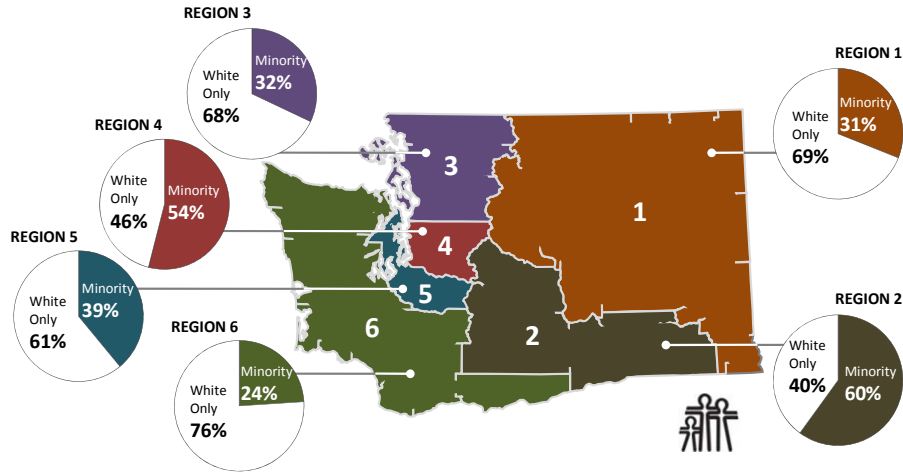 REGION 3
White
Only
68%
Minority
32%
REGION 1
White
Only
69%
Minority
31%
REGION 4
White
Only
46%
Minority
54%
REGION 5
White
Only
61%
Minority
39%
REGION 6
White
Only
76%
Minority
24%
REGION 2
White
Only
40%
Minority
60%
3
1
4
5
6
2